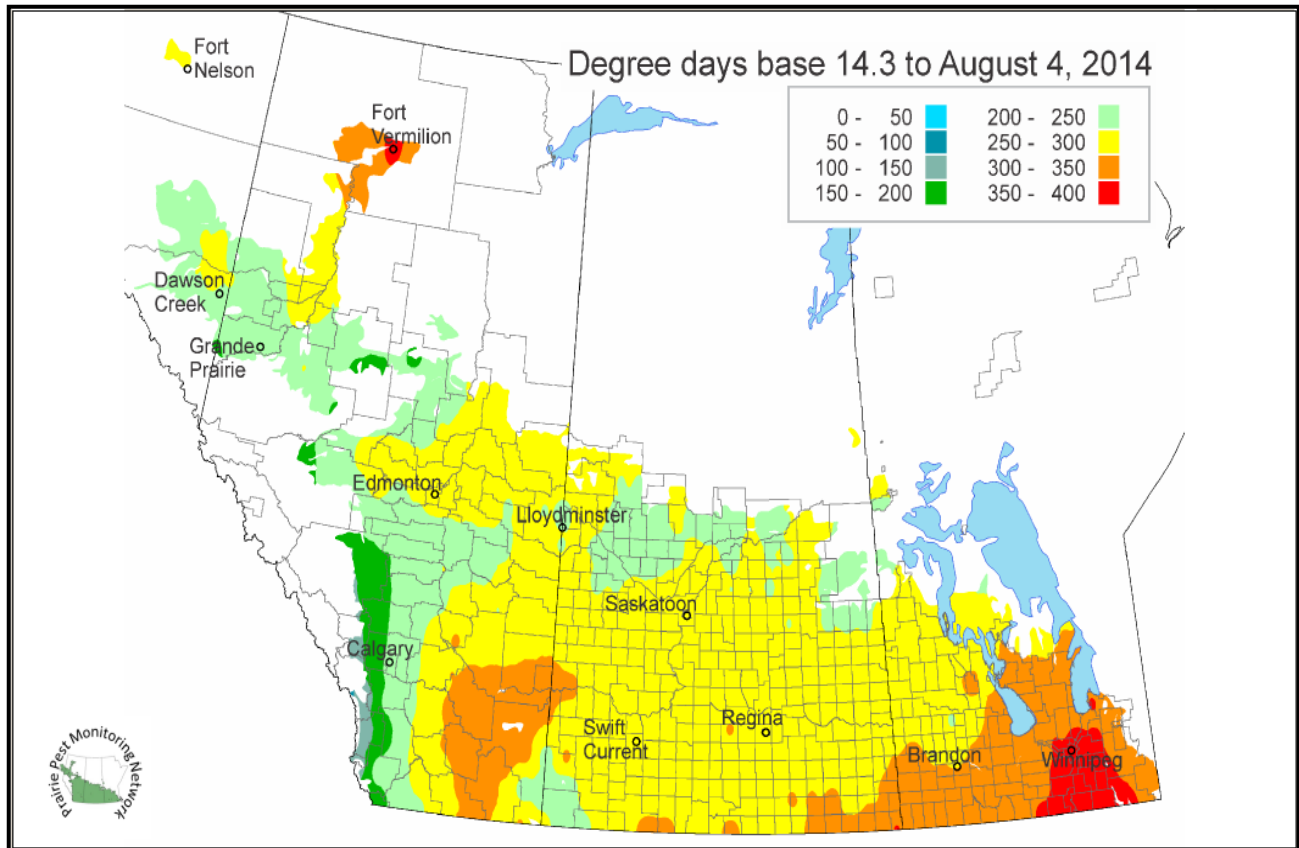 Degree days base 14.3 to August 4, 2014
0 - 50
50 - 100
100 - 150
150 - 200
200 - 250
250 - 300
300 - 350
350 - 400
Fort
Nelson
Fort
Vermilion
Dawson
Creek
Grande
Prairie
Edmonton
Lloydminster
Saskatoon
Calgary
Swift
Current
Regina
Brandon
Winnipeg
Prairie Pest Monitoring Network